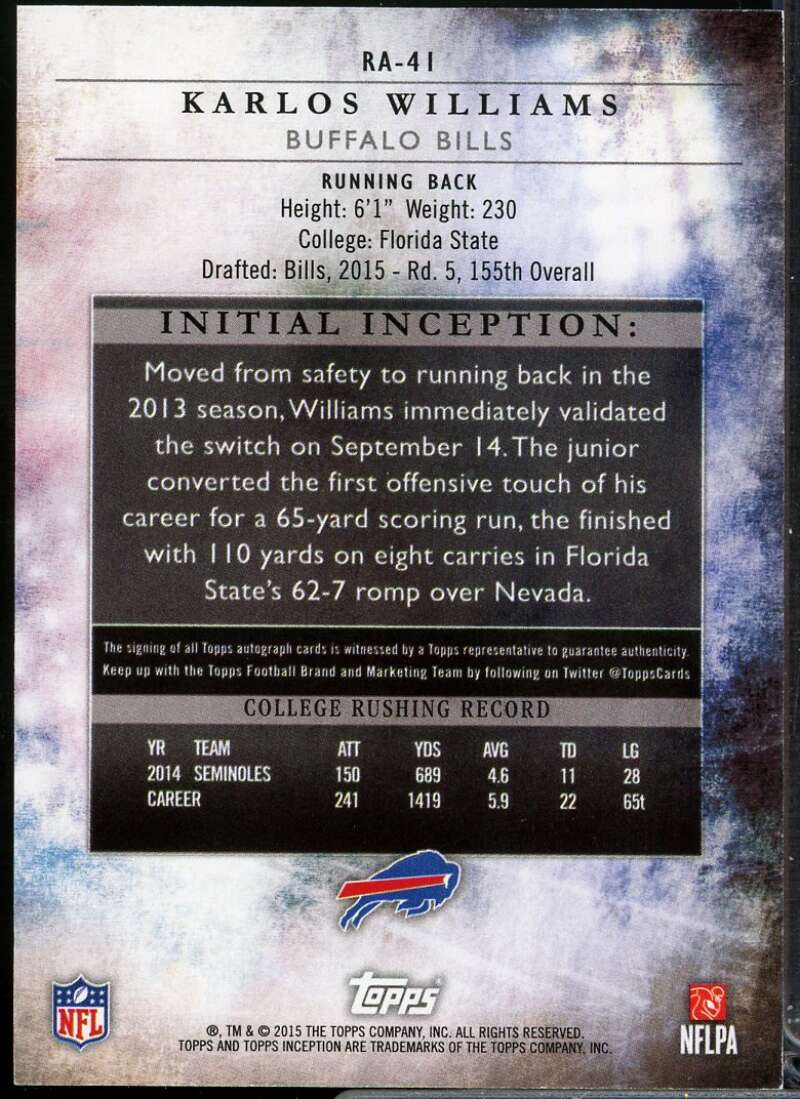 RA-41
KARLOS WILLIAMS
BUFFALO BILLS
RUNNING BACK
Height: 6'1" Weight: 230
College: Florida State
Drafted: Bills, 2015 - Rd. 5, 155th Overall
INITIAL INCEPTION:
Moved from safety to running back in the
2013 season, Williams immediately validated
the switch on September 14. The junior
converted the first offensive touch of his
career for a 65-yard scoring run, the finished
with 110 yards on eight carries in Florida
State's 62-7 romp over Nevada.
The signing of all Topps autograph cards is witnessed by a Topps representative to guarantee authenticity.
Keep up with the Topps Football Brand and Marketing Team by following on Twitter @ToppsCards
COLLEGE RUSHING RECORD
YR TEAM ATT YDS AVG TD LG
2014 SEMINOLES 150 689 4.6 11 28
CAREER 241 1419 5.9 22 65t
NFL
topps
®, TM & © 2015 THE TOPPS COMPANY, INC. ALL RIGHTS RESERVED.
TOPPS AND TOPPS INCEPTION ARE TRADEMARKS OF THE TOPPS COMPANY, INC.
NFLPA